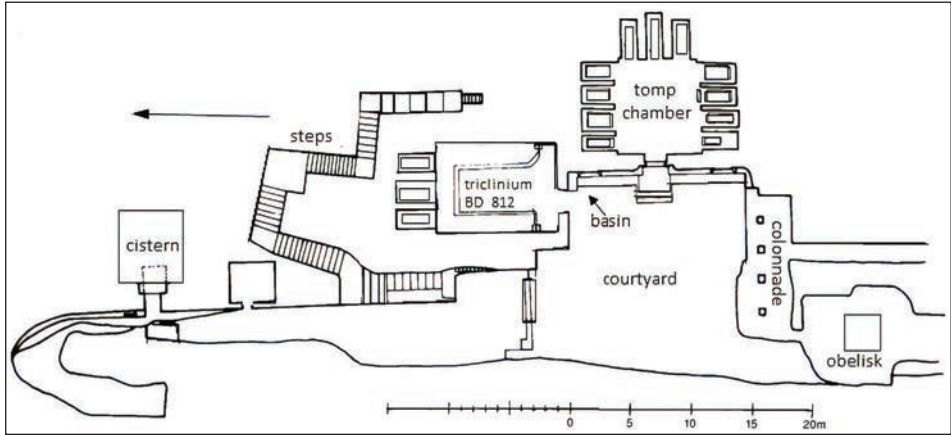 tomp
chamber
steps
triclinium
BD 812
basin
cistern
colonnade
courtyard
obelisk
0 5 10 15 20m